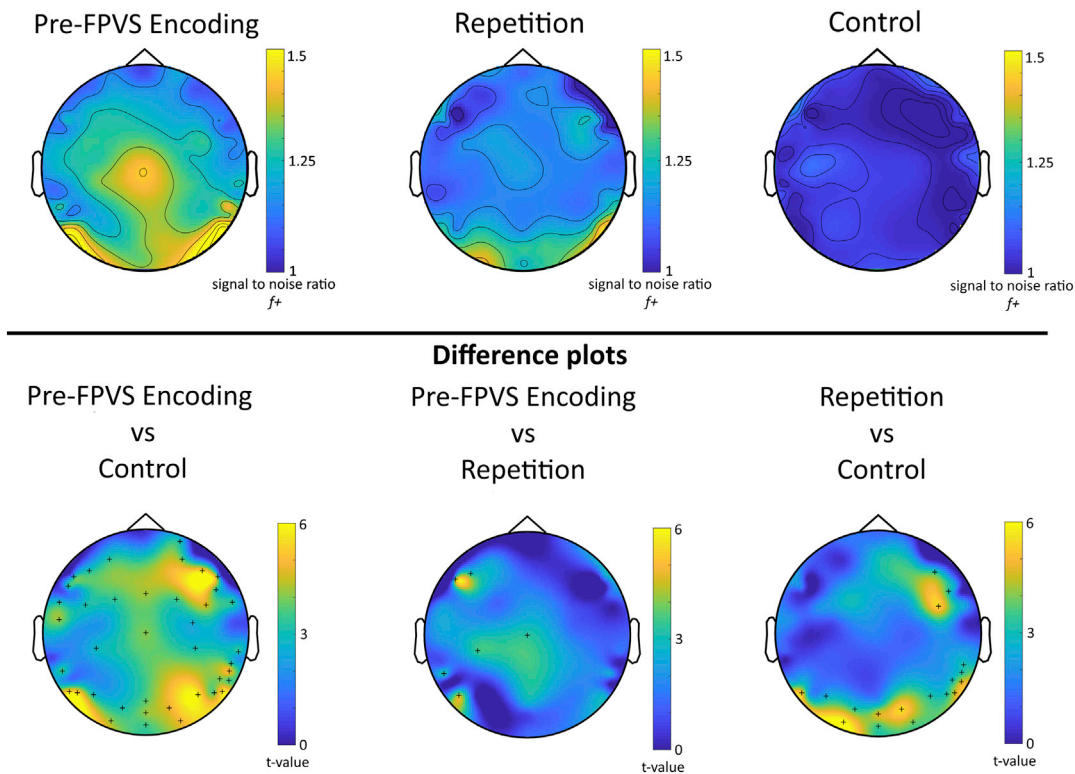 Pre-FPVS Encoding
Repetition
Control
1.5
1.25
1
signal to noise ratio
f+
1.5
1.25
1
signal to noise ratio
f+
1.5
1.25
1
signal to noise ratio
f+
Difference plots
Pre-FPVS Encoding
vs
Control
Pre-FPVS Encoding
vs
Repetition
Repetition
vs
Control
6
3
0
t-value
6
3
0
t-value
6
3
0
t-value